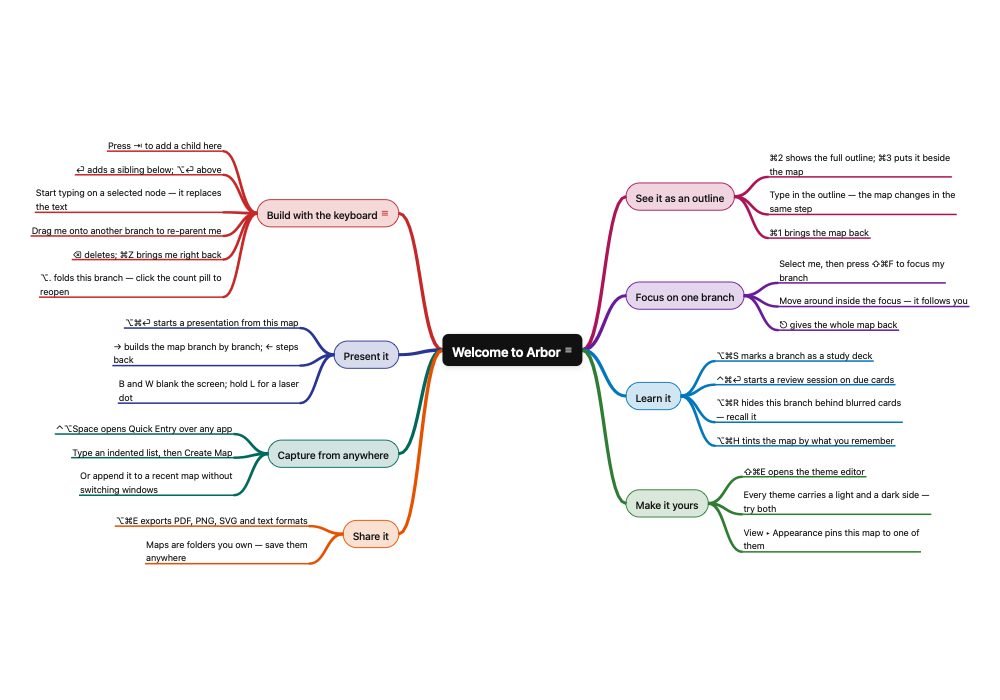 Welcome to Arbor
Build with the keyboard
Press ⇥ to add a child here
⏎ adds a sibling below; ⌥⏎ above
Start typing on a selected node — it replaces
the text
Drag me onto another branch to re-parent me
⌫ deletes; ⌘Z brings me right back
⌥. folds this branch — click the count pill to
reopen
Present it
⌥⌘⏎ starts a presentation from this map
→ builds the map branch by branch; ← steps
back
B and W blank the screen; hold L for a laser
dot
Capture from anywhere
⌃⌥Space opens Quick Entry over any app
Type an indented list, then Create Map
Or append it to a recent map without
switching windows
Share it
⌥⌘E exports PDF, PNG, SVG and text formats
Maps are folders you own — save them
anywhere
See it as an outline
⌘2 shows the full outline; ⌘3 puts it beside
the map
Type in the outline — the map changes in the
same step
⌘1 brings the map back
Focus on one branch
Select me, then press ⇧⌘F to focus my
branch
Move around inside the focus — it follows you
⎋ gives the whole map back
Learn it
⌥⌘S marks a branch as a study deck
⌃⌘⏎ starts a review session on due cards
⌥⌘R hides this branch behind blurred cards
— recall it
⌥⌘H tints the map by what you remember
Make it yours
⇧⌘E opens the theme editor
Every theme carries a light and a dark side —
try both
View ▸ Appearance pins this map to one of
them